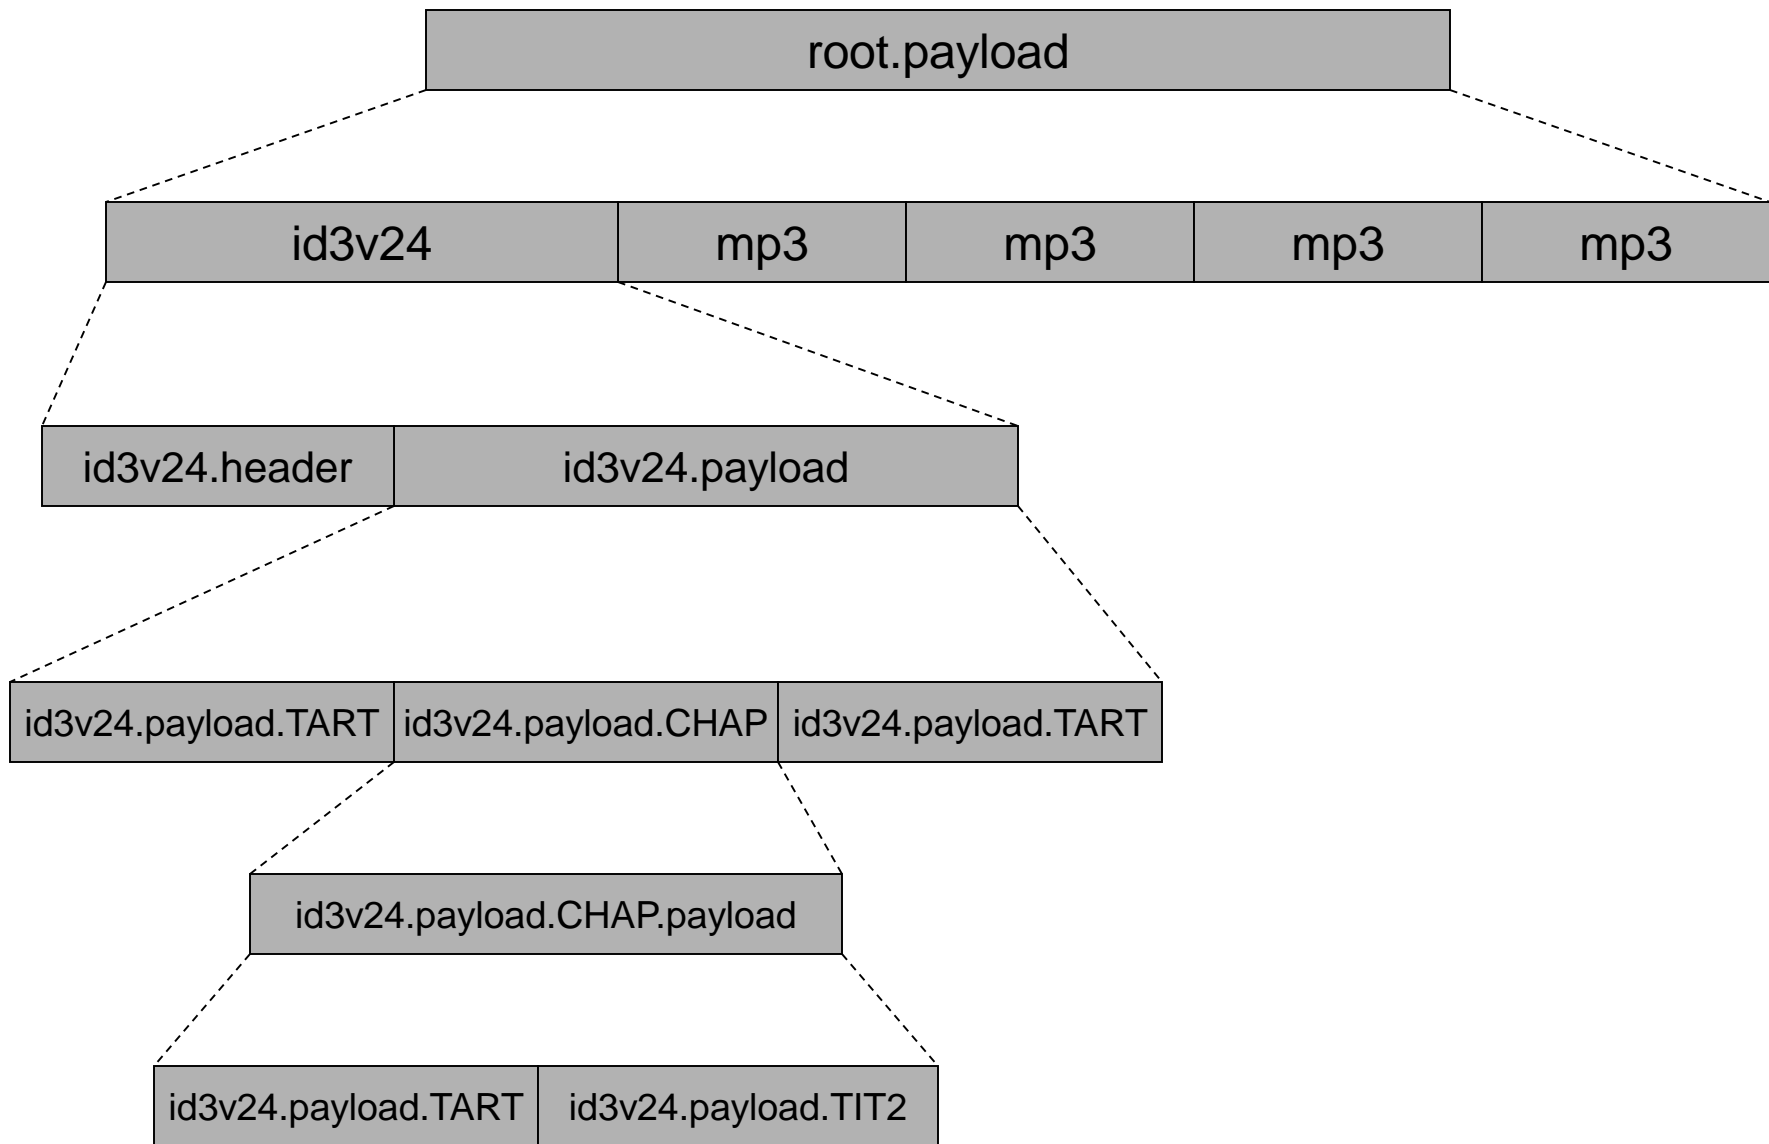 root.payload
id3v24 mp3 mp3 mp3 mp3
id3v24.header id3v24.payload
id3v24.payload.TART id3v24.payload.CHAP id3v24.payload.TART
id3v24.payload.CHAP.payload
id3v24.payload.TART id3v24.payload.TIT2